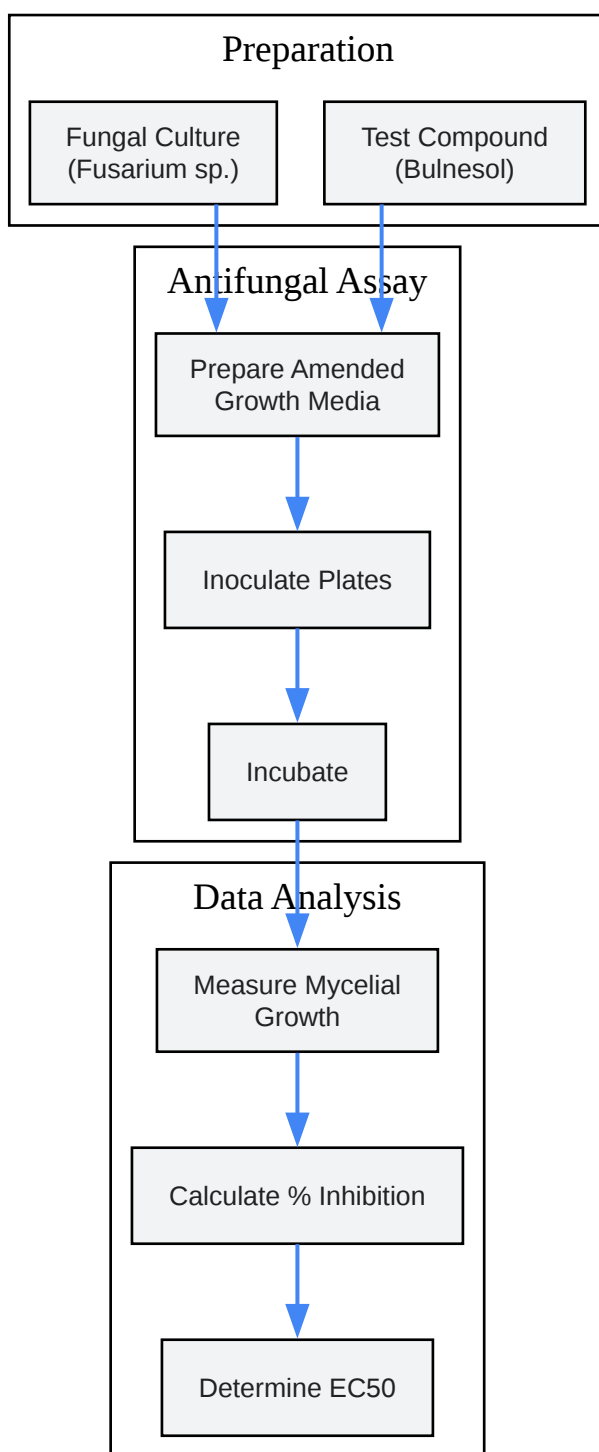 Preparation
Fungal Culture
(Fusarium sp.)
Test Compound
(Bulnesol)
Antifungal Assay
Prepare Amended
Growth Media
Inoculate Plates
Incubate
Data Analysis
Measure Mycelial
Growth
Calculate % Inhibition
Determine EC50